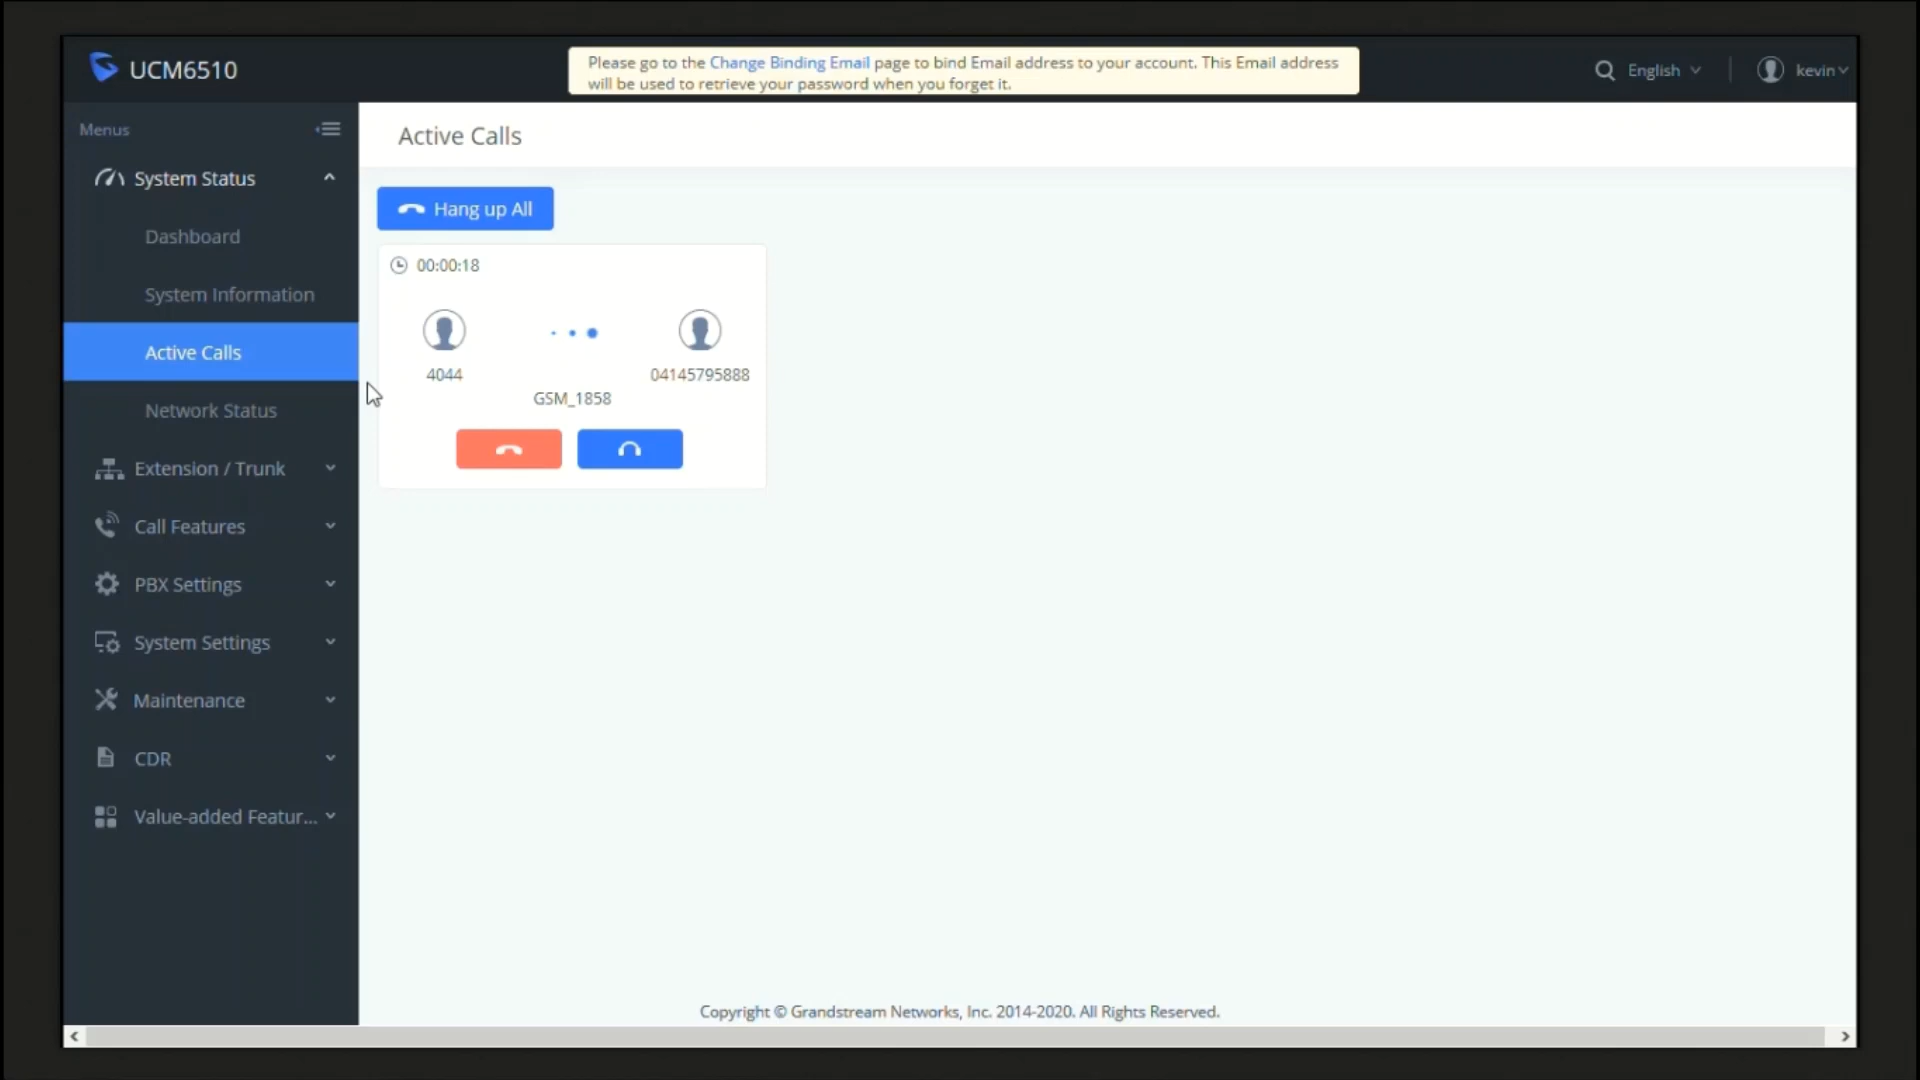 UCM6510
Please go to the Change Binding Email page to bind Email address to your account. This Email address
will be used to retrieve your password when you forget it.
English
kevin
Menus
Active Calls
System Status
Hang up All
Dashboard
00:00:18
System Information
Active Calls
4044
04145795888
GSM_1858
Network Status
Extension / Trunk
Call Features
PBX Settings
System Settings
Maintenance
CDR
Value-added Featur...
Copyright © Grandstream Networks, Inc. 2014-2020. All Rights Reserved.